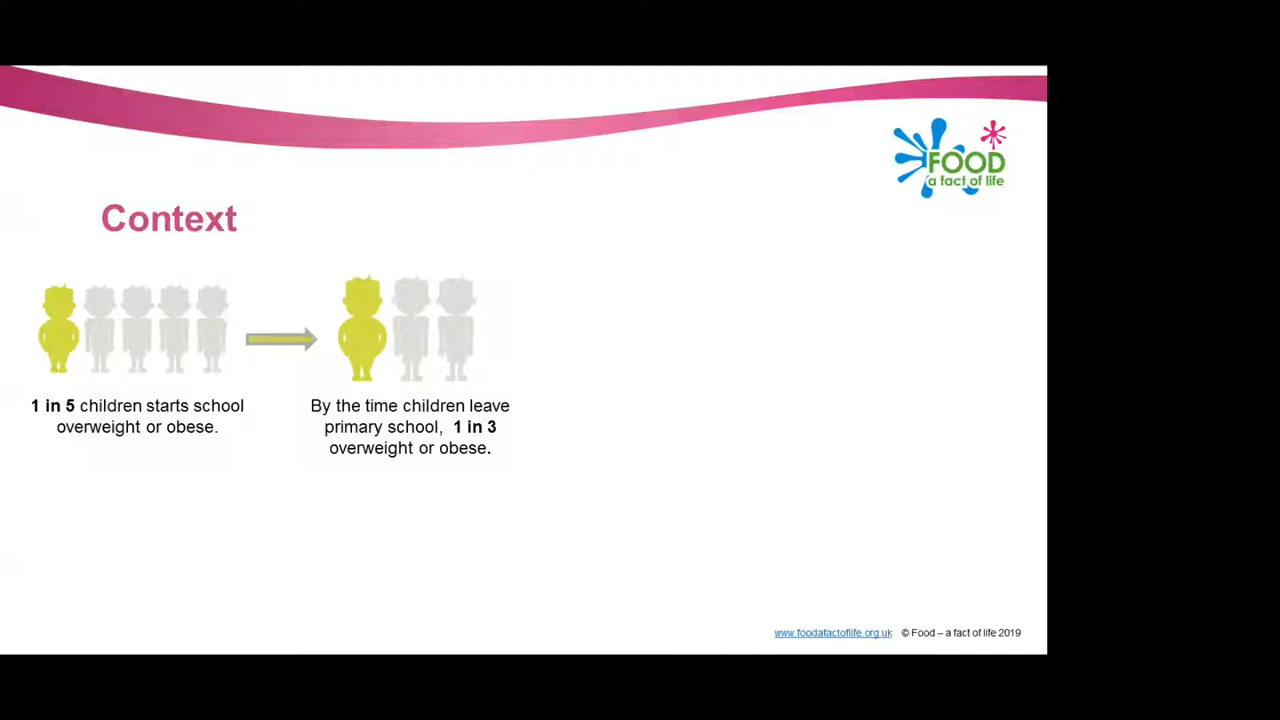 FOOD
a fact of life
Context
1 in 5 children starts school
overweight or obese.
By the time children leave
primary school, 1 in 3
overweight or obese.
www.foodafactoflife.org.uk © Food – a fact of life 2019